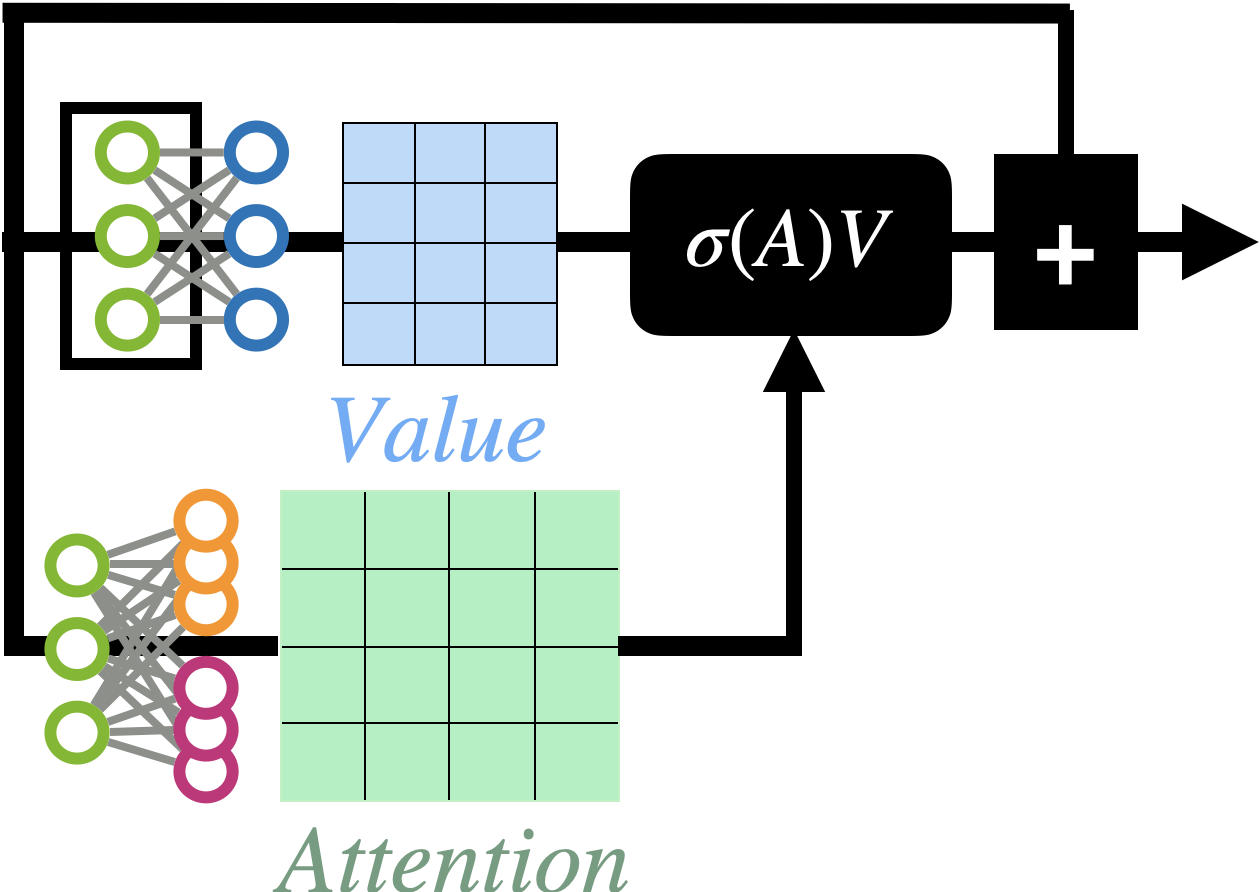 σ(A)V
+
Value
Attention